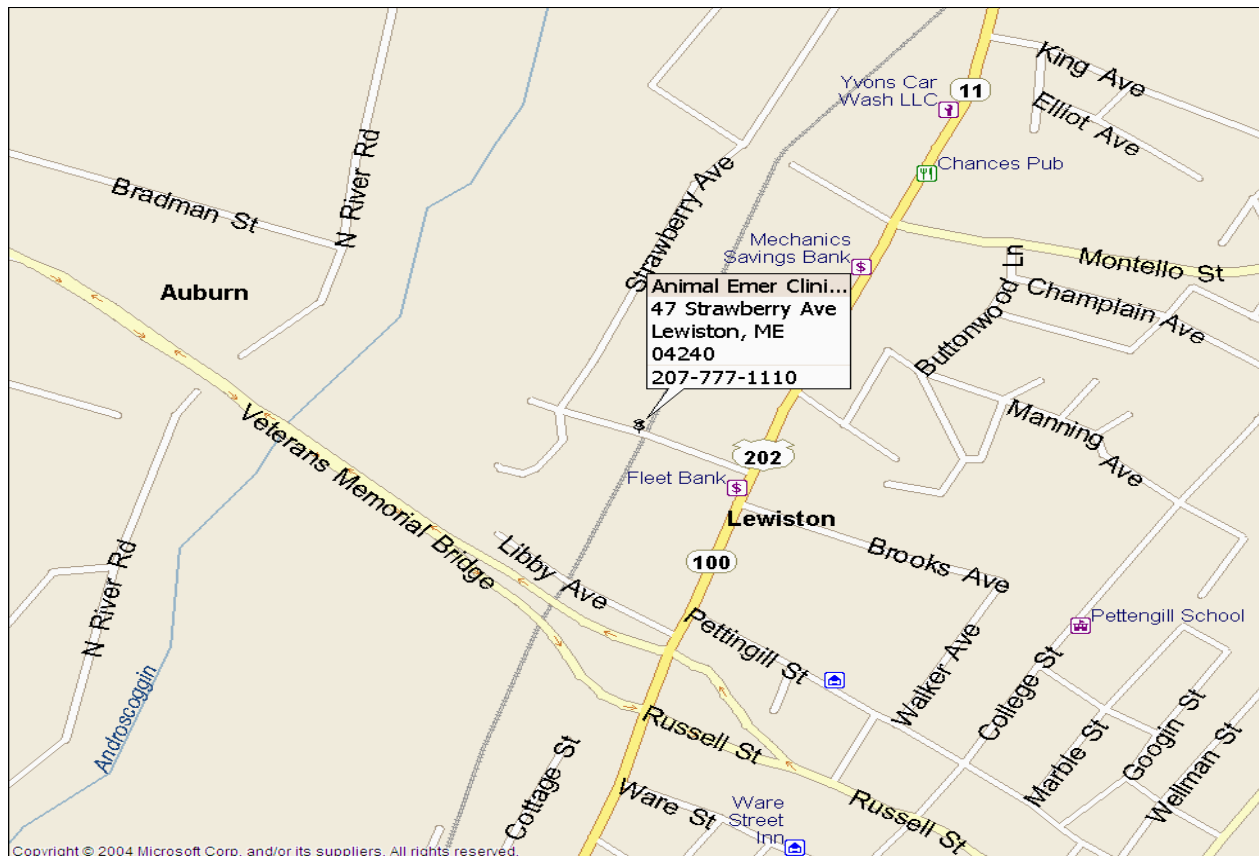 King Ave
Yvons Car
Wash LLC
11
Elliot Ave
Chances Pub
N River Rd
Bradman St
Strawberry Ave
Mechanics
Savings Bank
Montello St
Auburn
Animal Emer Clini...
47 Strawberry Ave
Lewiston, ME
04240
207-777-1110
Buttonwood Ln
Champlain Ave
Manning Ave
Veterans Memorial Bridge
202
Fleet Bank
Lewiston
Brooks Ave
100
Libby Ave
N River Rd
Pettingill St
Pettengill School
Walker Ave
College St
Androscoggin
Russell St
Marble St
Googin St
Wellman St
Cottage St
Ware St
Ware
Street
Inn
Russell St
Copyright © 2004 Microsoft Corp. and/or its suppliers. All rights reserved.